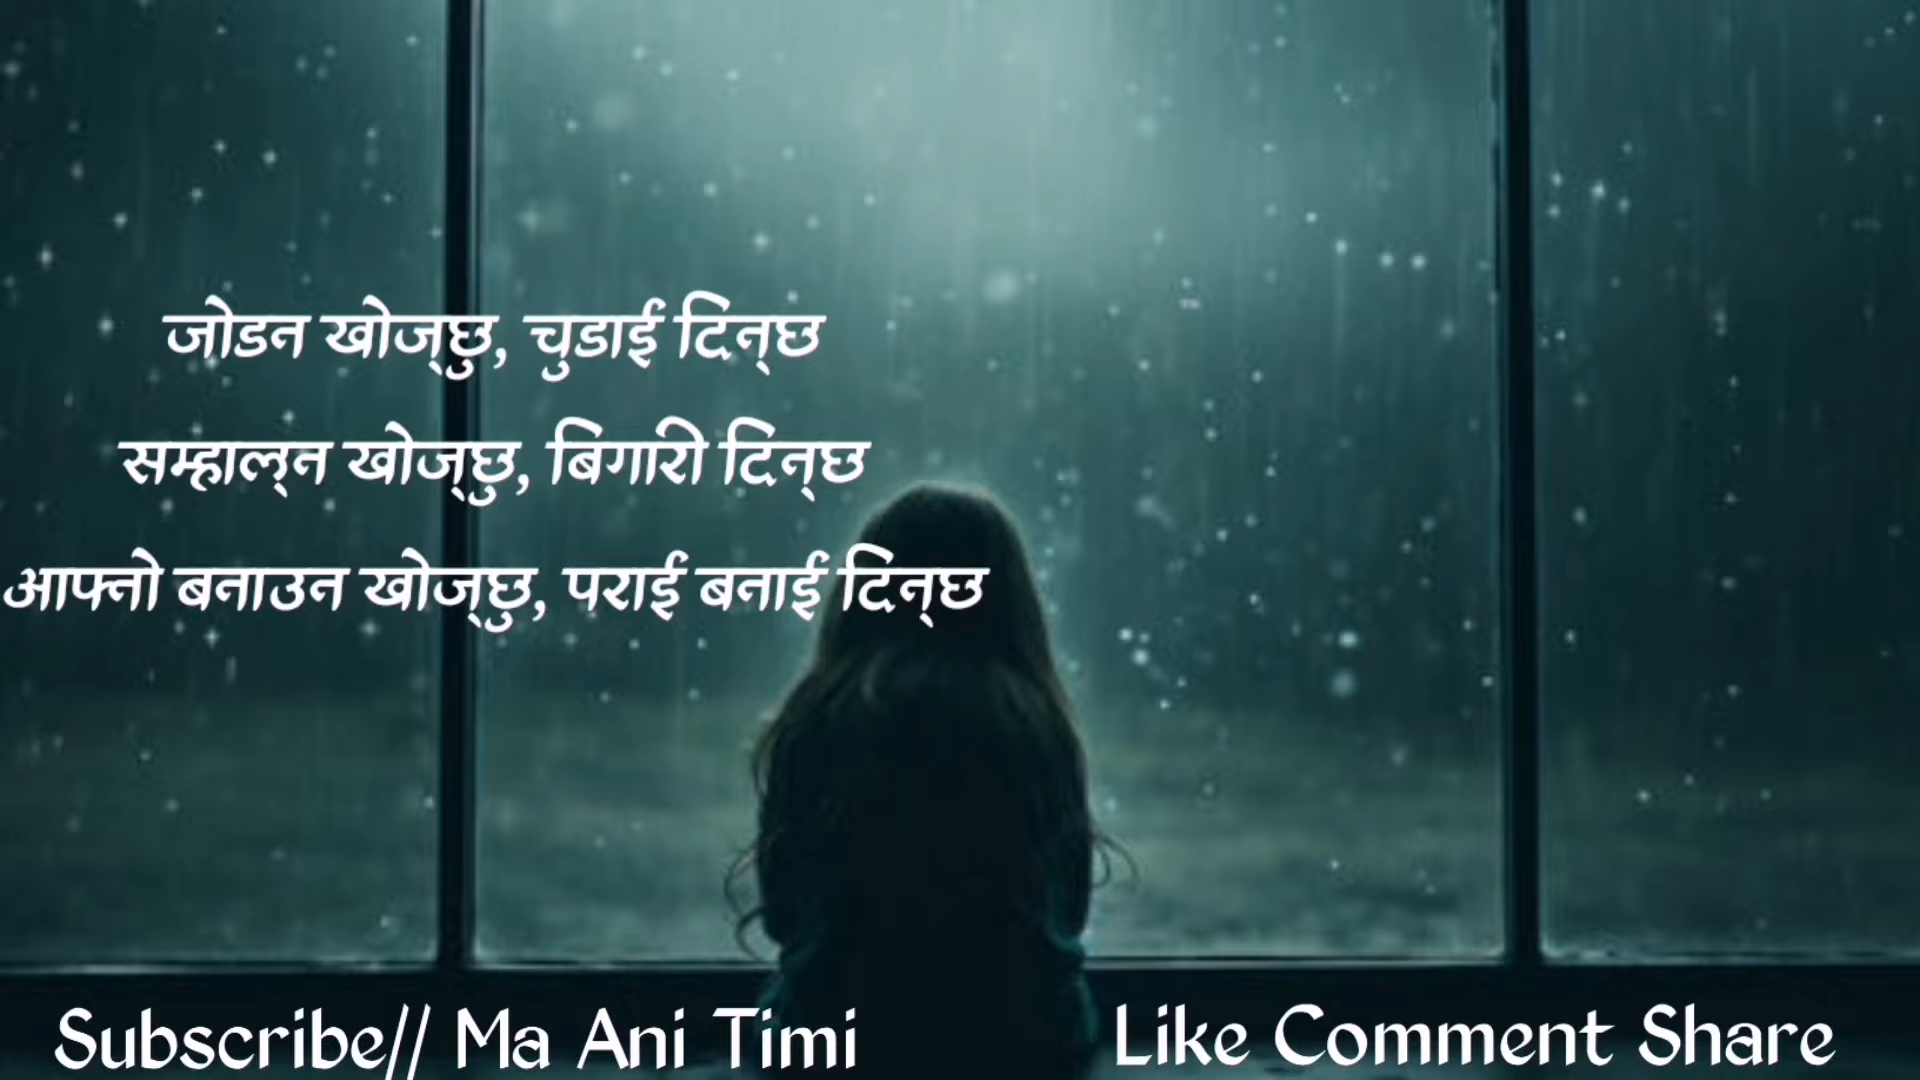 जोडन खोज्‌छु, चुडाई दिन्‌छ
सम्हाल्‌न खोज्‌छु, बिगारी दिन्‌छ
आफ्नो बनाउन खोज्‌छु, पराई बनाई दिन्‌छ
Subscribe// Ma Ani Timi
Like Comment Share